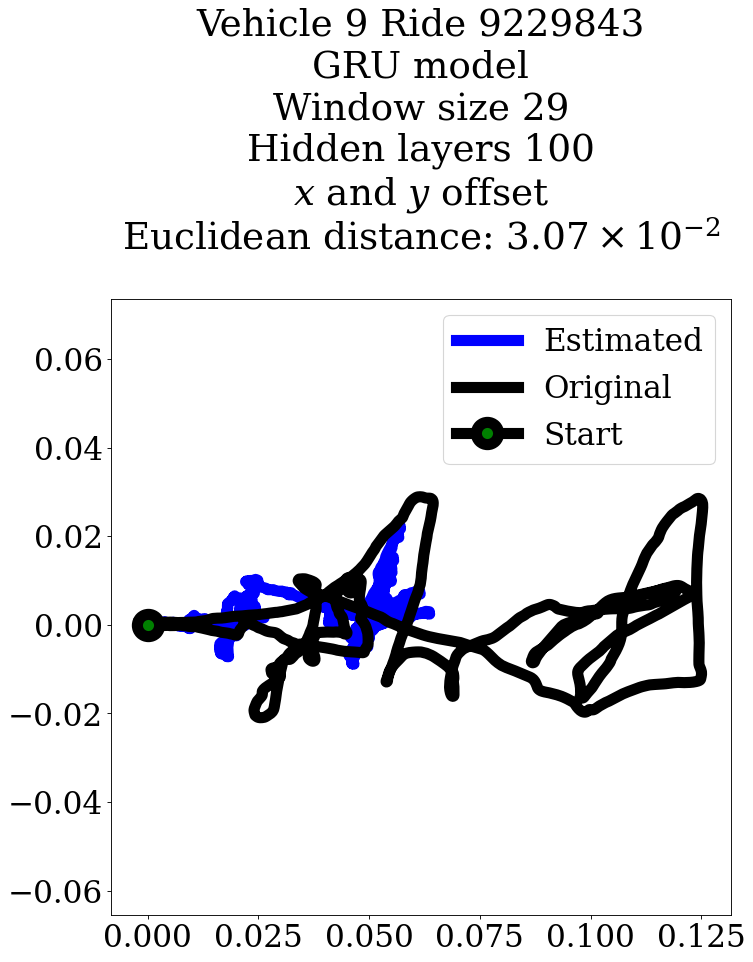 Vehicle 9 Ride 9229843
GRU model
Window size 29
Hidden layers 100
x and y offset
Euclidean distance: 3.07 × 10⁻²
Estimated
Original
Start
0.06
0.04
0.02
0.00
−0.02
−0.04
−0.06
0.000 0.025 0.050 0.075 0.100 0.125